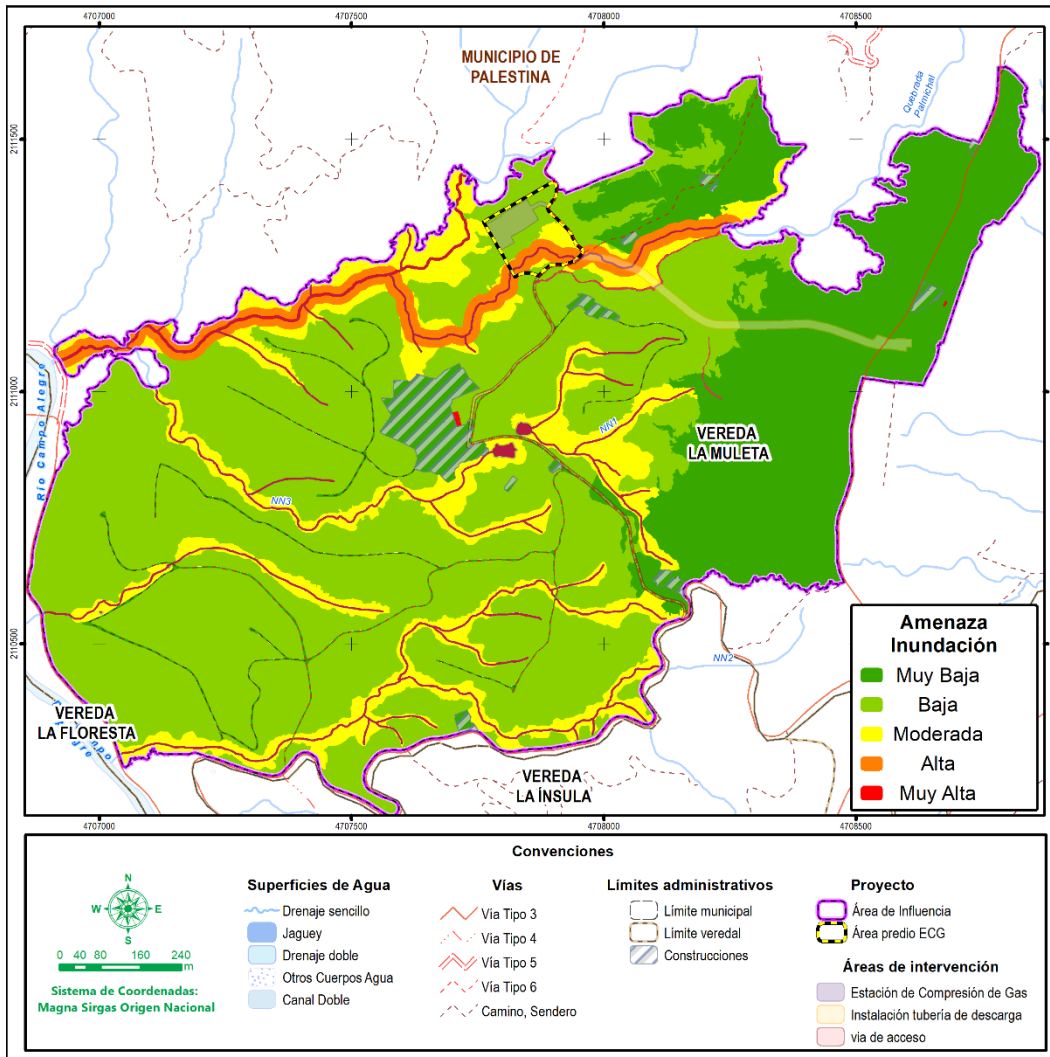 4707000
4707500
4708000
4708500
MUNICIPIO DE
PALESTINA
Quebrada
Palmichal
2111500
2111000
2110500
Rio Campo Alegre
NN1
VEREDA
LA MULETA
NN3
NN2
VEREDA
LA FLORESTA
VEREDA
LA ÍNSULA
Amenaza
Inundación
Muy Baja
Baja
Moderada
Alta
Muy Alta
4707000
4707500
4708000
4708500
Convenciones
N
W
E
S
0 40 80 160 240
m
Sistema de Coordenadas:
Magna Sirgas Origen Nacional
Superficies de Agua
Drenaje sencillo
Jaguey
Drenaje doble
Otros Cuerpos Agua
Canal Doble
Vías
Vía Tipo 3
Vía Tipo 4
Vía Tipo 5
Vía Tipo 6
Camino, Sendero
Límites administrativos
Límite municipal
Límite veredal
Construcciones
Proyecto
Área de Influencia
Área predio ECG
Áreas de intervención
Estación de Compresión de Gas
Instalación tubería de descarga
via de acceso